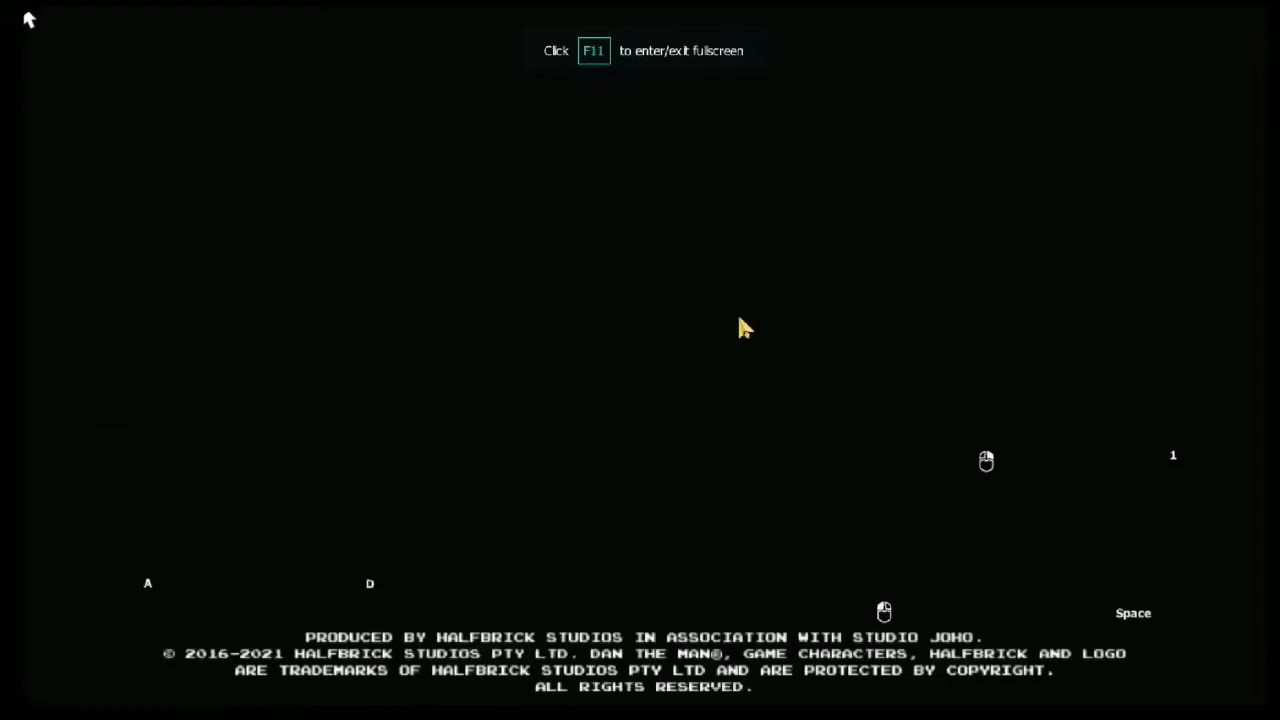 Click F11 to enter/exit fullscreen
1
A
D
Space
PRODUCED BY HALFBRICK STUDIOS IN ASSOCIATION WITH STUDIO JOHO.
© 2016-2021 HALFBRICK STUDIOS PTY LTD. DAN THE MAN®, GAME CHARACTERS, HALFBRICK AND LOGO
ARE TRADEMARKS OF HALFBRICK STUDIOS PTY LTD AND ARE PROTECTED BY COPYRIGHT.
ALL RIGHTS RESERVED.